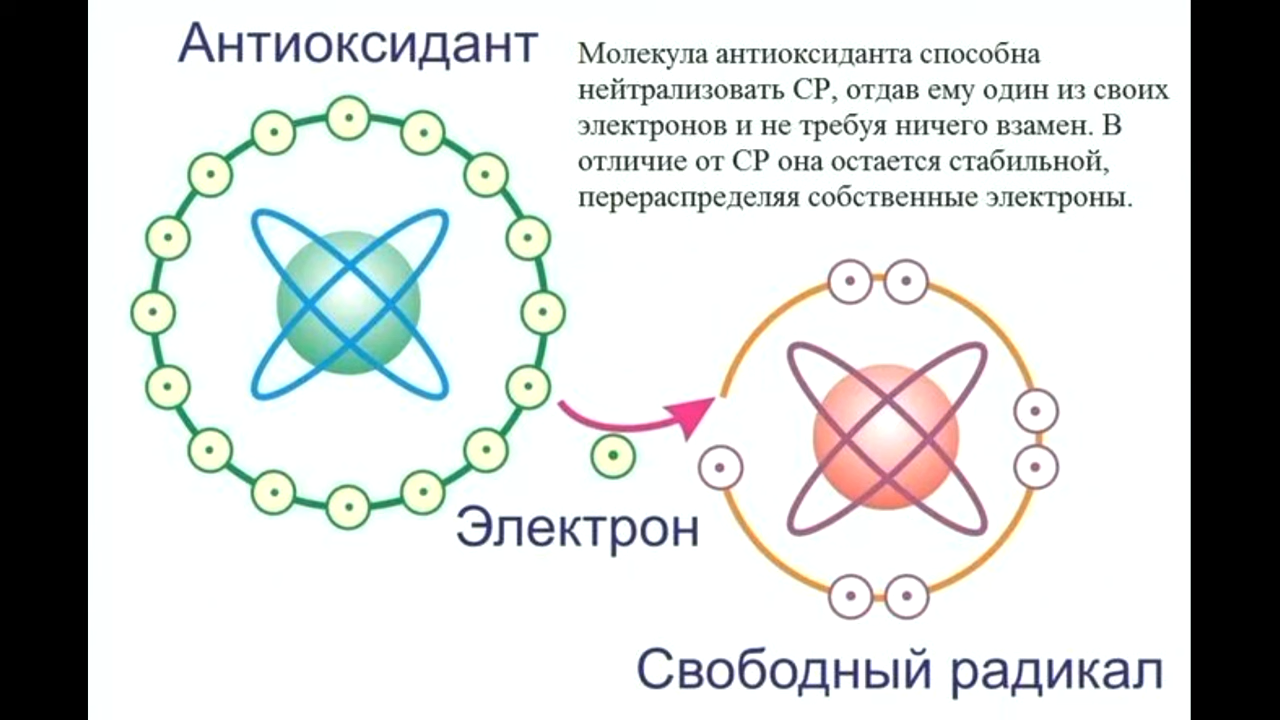 Антиоксидант
Молекула антиоксиданта способна
нейтрализовать СР, отдав ему один из своих
электронов и не требуя ничего взамен. В
отличие от СР она остается стабильной,
перераспределяя собственные электроны.
Электрон
Свободный радикал